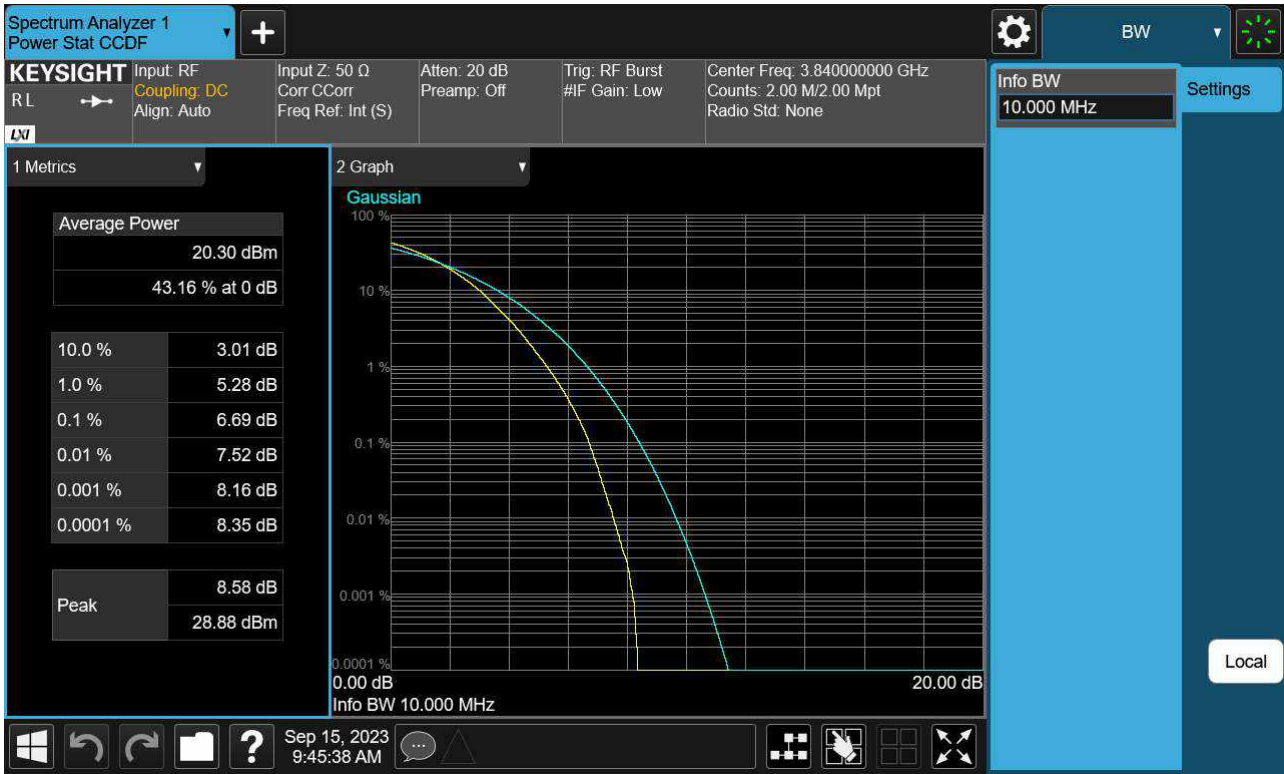 Spectrum Analyzer 1
Power Stat CCDF
BW
KEYSIGHT
RL
LXI
Input: RF
Coupling: DC
Align: Auto
Input Z: 50 Ω
Corr CCorr
Freq Ref: Int (S)
Atten: 20 dB
Preamp: Off
Trig: RF Burst
#IF Gain: Low
Center Freq: 3.840000000 GHz
Counts: 2.00 M/2.00 Mpt
Radio Std: None
Info BW
10.000 MHz
Settings
1 Metrics
Average Power
20.30 dBm
43.16 % at 0 dB
10.0 % 3.01 dB
1.0 % 5.28 dB
0.1 % 6.69 dB
0.01 % 7.52 dB
0.001 % 8.16 dB
0.0001 % 8.35 dB
Peak
8.58 dB
28.88 dBm
2 Graph
Gaussian
100 %
10 %
1 %
0.1 %
0.01 %
0.001 %
0.0001 %
0.00 dB 20.00 dB
Info BW 10.000 MHz
Local
?
Sep 15, 2023
9:45:38 AM